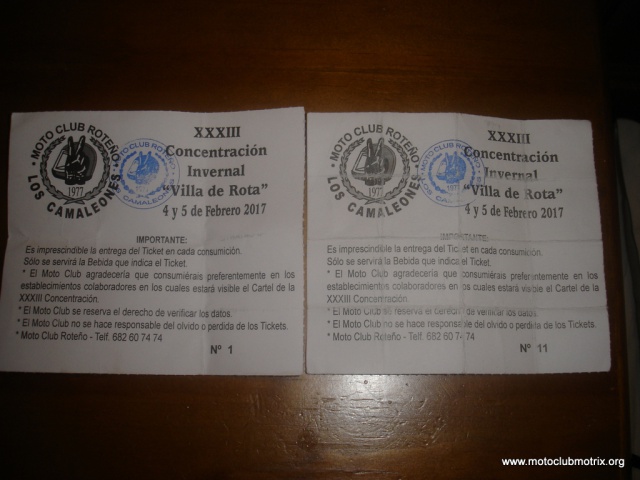 MOTO CLUB ROTEÑO
1977
LOS CAMALEONES
MOTO CLUB ROTEÑO
CAMALEONES
XXXIII
Concentración
Invernal
“Villa de Rota”
4 y 5 de Febrero 2017
IMPORTANTE:
Es imprescindible la entrega del Ticket en cada consumición.
Sólo se servirá la Bebida que indica el Ticket.
* El Moto Club agradecería que consumiérais preferentemente en los
establecimientos colaboradores en los cuales estará visible el Cartel de la
XXXIII Concentración.
* El Moto Club se reserva el derecho de verificar los datos.
* El Moto Club no se hace responsable del olvido o perdida de los Tickets.
* Moto Club Roteño - Telf. 682 60 74 74
Nº 1
MOTO CLUB ROTEÑO
1977
LOS CAMALEONES
MOTO CLUB ROTEÑO
CAMALEONES
XXXIII
Concentración
Invernal
“Villa de Rota”
4 y 5 de Febrero 2017
IMPORTANTE:
Es imprescindible la entrega del Ticket en cada consumición.
Sólo se servirá la Bebida que indica el Ticket.
* El Moto Club agradecería que consumiérais preferentemente en los
establecimientos colaboradores en los cuales estará visible el Cartel de la
XXXIII Concentración.
* El Moto Club se reserva el derecho de verificar los datos.
* El Moto Club no se hace responsable del olvido o perdida de los Tickets.
* Moto Club Roteño - Telf. 682 60 74 74
Nº 11
www.motoclubmotrix.org